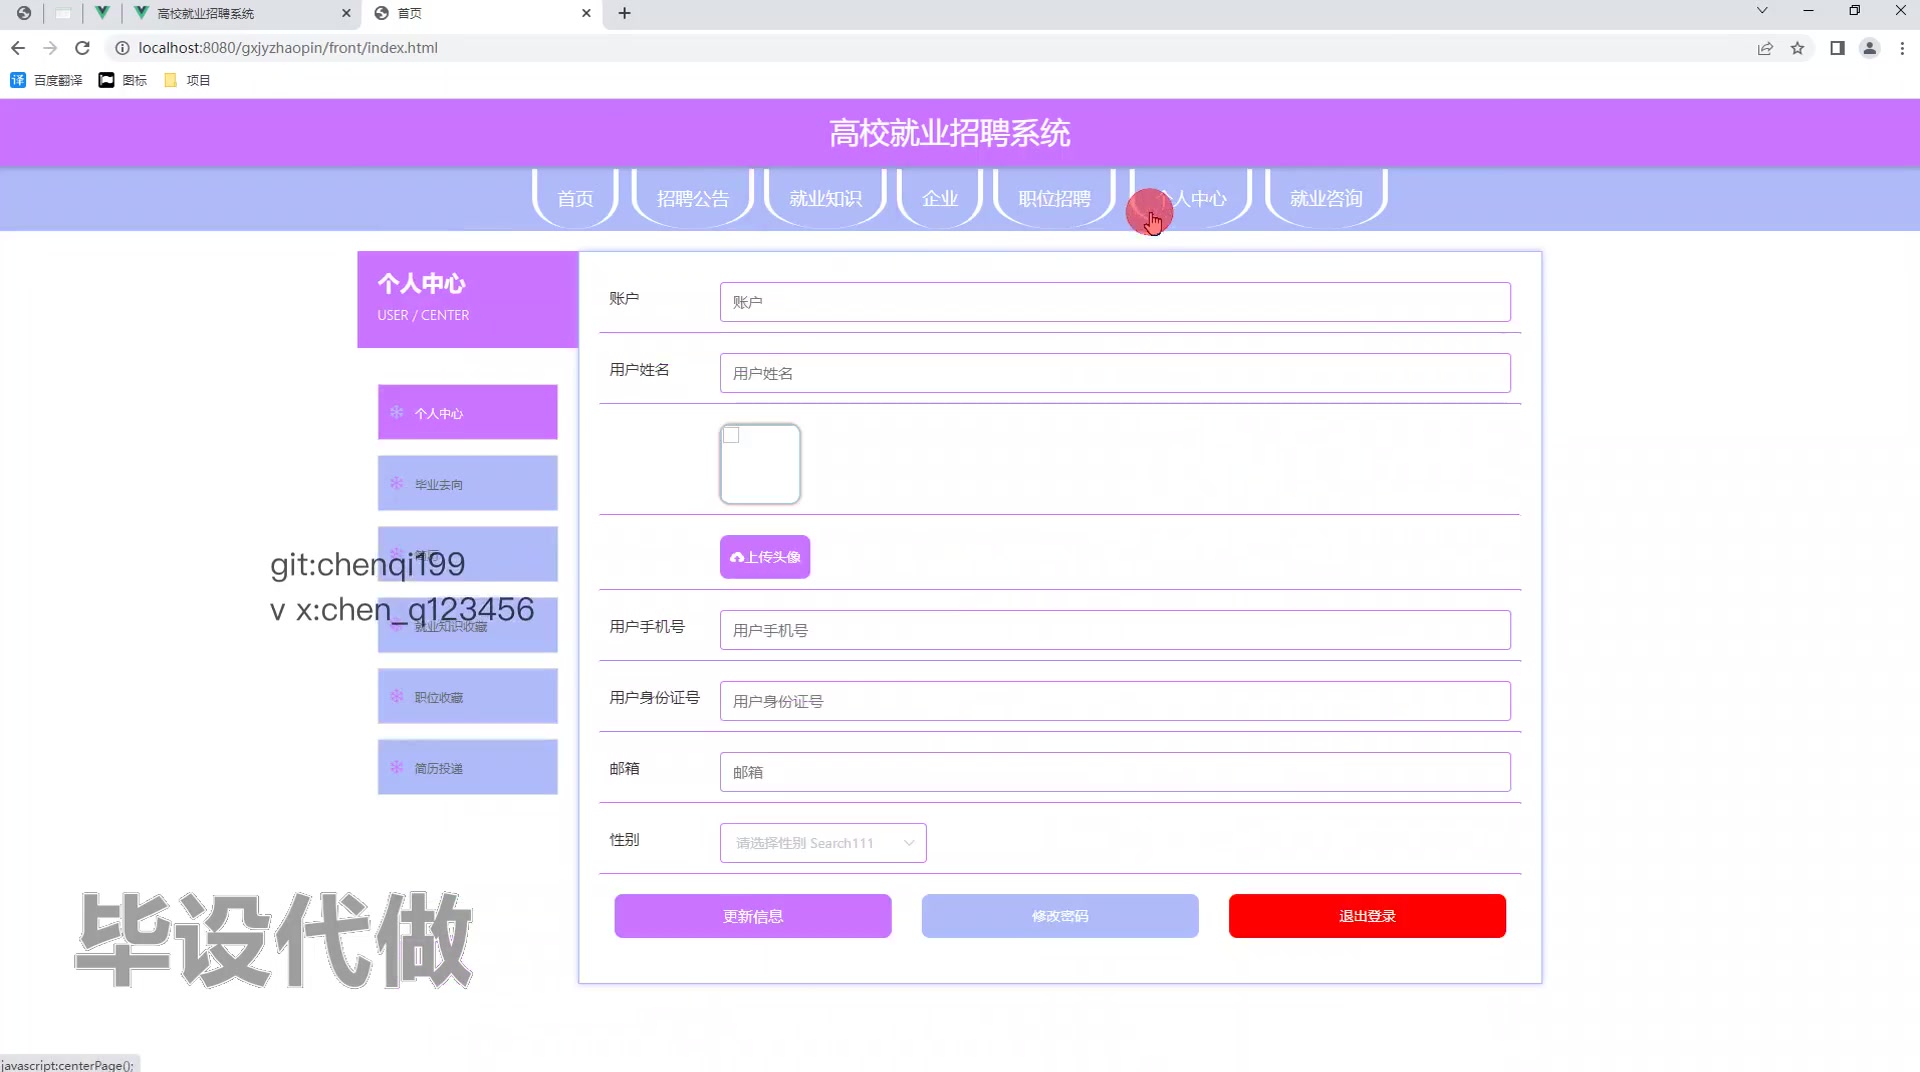 高校就业招聘系统
首页
localhost:8080/gxjyzhaopin/front/index.html
译 百度翻译 图标 项目
高校就业招聘系统
首页 招聘公告 就业知识 企业 职位招聘 个人中心 就业咨询
个人中心
USER / CENTER
个人中心
毕业去向
git:chenqi199
v x:chen_q123456
就业知识收藏
职位收藏
简历投递
账户 账户
用户姓名 用户姓名
上传头像
用户手机号 用户手机号
用户身份证号 用户身份证号
邮箱 邮箱
性别 请选择性别 Search111
更新信息 修改密码 退出登录
毕设代做
javascript:centerPage();